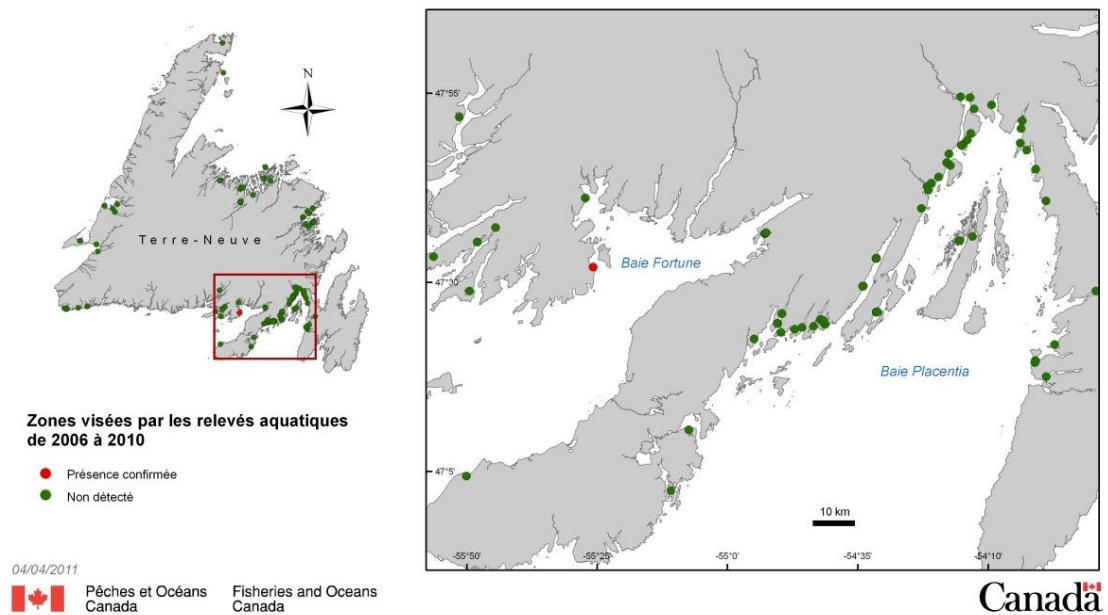 N
Terre-Neuve
Zones visées par les relevés aquatiques
de 2006 à 2010
Présence confirmée
Non détecté
47°55'
47°30'
47°5'
Baie Fortune
Baie Placentia
10 km
-55°50'
-55°25'
-55°0'
-54°35'
-54°10'
04/04/2011
Pêches et Océans
Canada
Fisheries and Oceans
Canada
Canada